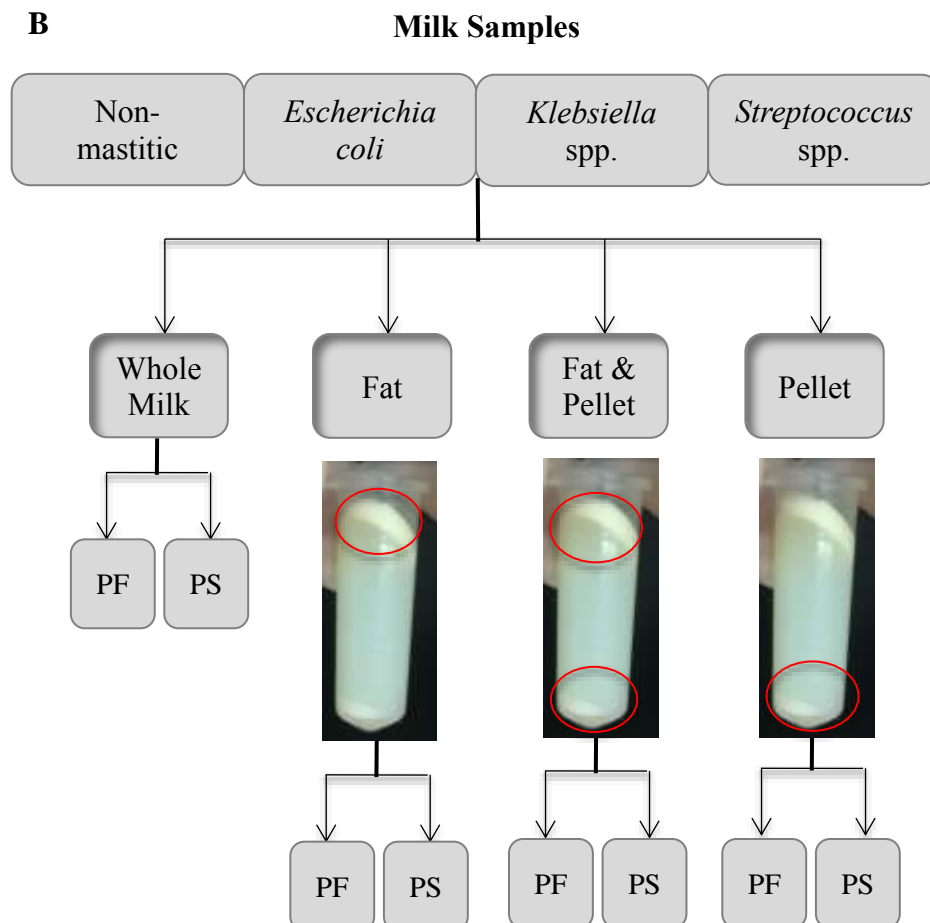 B
Milk Samples
Non-
mastitic
Escherichia
coli
Klebsiella
spp.
Streptococcus
spp.
Whole
Milk
Fat
Fat &
Pellet
Pellet
PF
PS
PF
PS
PF
PS
PF
PS